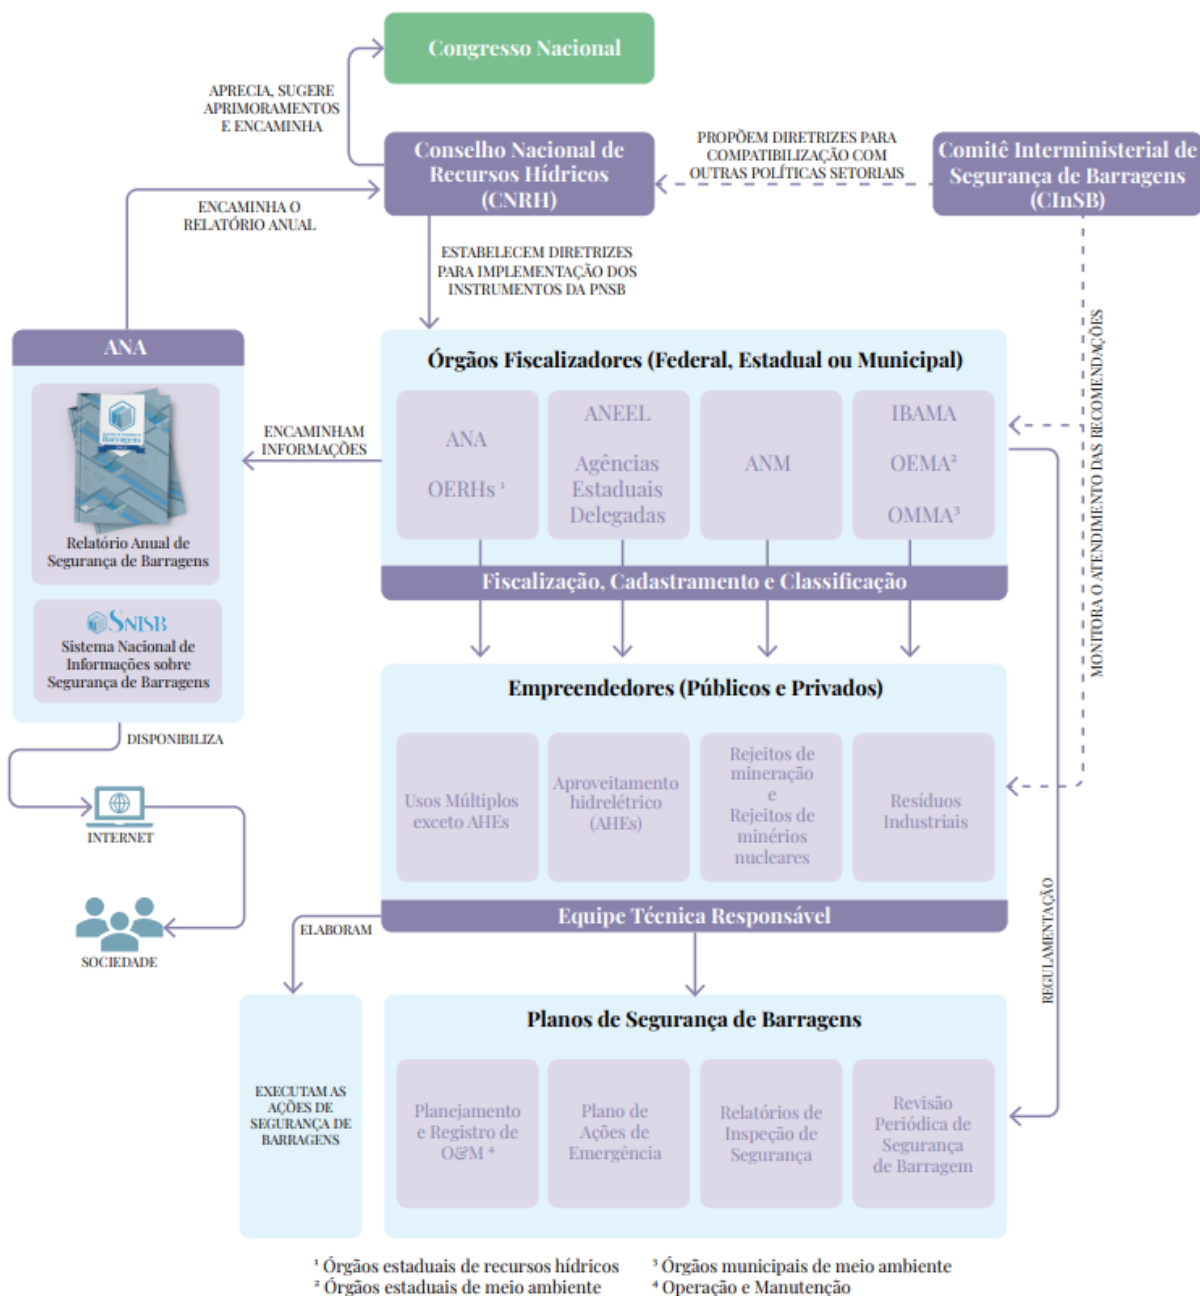 Congresso Nacional
APRECIA, SUGERE
APRIMORAMENTOS
E ENCAMINHA
Conselho Nacional de
Recursos Hídricos
(CNRH)
PROPÕEM DIRETRIZES PARA
COMPATIBILIZAÇÃO COM
OUTRAS POLÍTICAS SETORIAIS
Comitê Interministerial de
Segurança de Barragens
(CInSB)
ENCAMINHA O
RELATÓRIO ANUAL
ESTABELECEM DIRETRIZES
PARA IMPLEMENTAÇÃO DOS
INSTRUMENTOS DA PNSB
ANA
Barragens
Relatório Anual de
Segurança de Barragens
SNISB
Sistema Nacional de
Informações sobre
Segurança de Barragens
ENCAMINHAM
INFORMAÇÕES
Órgãos Fiscalizadores (Federal, Estadual ou Municipal)
ANA
OERHs ¹
ANEEL
Agências
Estaduais
Delegadas
ANM
IBAMA
OEMA²
OMMA³
Fiscalização, Cadastramento e Classificação
MONITORA O ATENDIMENTO DAS RECOMENDAÇÕES
DISPONIBILIZA
INTERNET
SOCIEDADE
Empreendedores (Públicos e Privados)
Usos Múltiplos
exceto AHEs
Aproveitamento
hidrelétrico
(AHEs)
Rejeitos de
mineração
e
Rejeitos de
minérios
nucleares
Resíduos
Industriais
Equipe Técnica Responsável
ELABORAM
REGULAMENTAÇÃO
EXECUTAM AS
AÇÕES DE
SEGURANÇA DE
BARRAGENS
Planos de Segurança de Barragens
Planejamento
e Registro de
O&M ⁴
Plano de
Ações de
Emergência
Relatórios de
Inspeção de
Segurança
Revisão
Periódica de
Segurança
de Barragem
¹ Órgãos estaduais de recursos hídricos
² Órgãos estaduais de meio ambiente
³ Órgãos municipais de meio ambiente
⁴ Operação e Manutenção